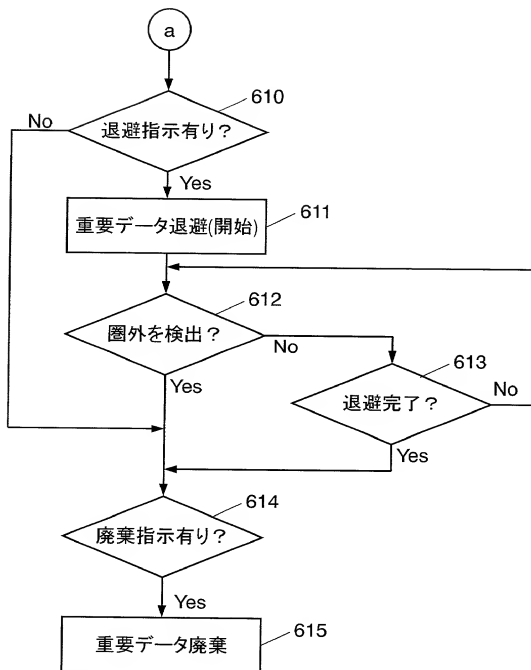 a
610
退避指示有り？
No
Yes
611
重要データ退避(開始)
612
圏外を検出？
No
613
Yes
退避完了？
No
Yes
614
廃棄指示有り？
Yes
615
重要データ廃棄